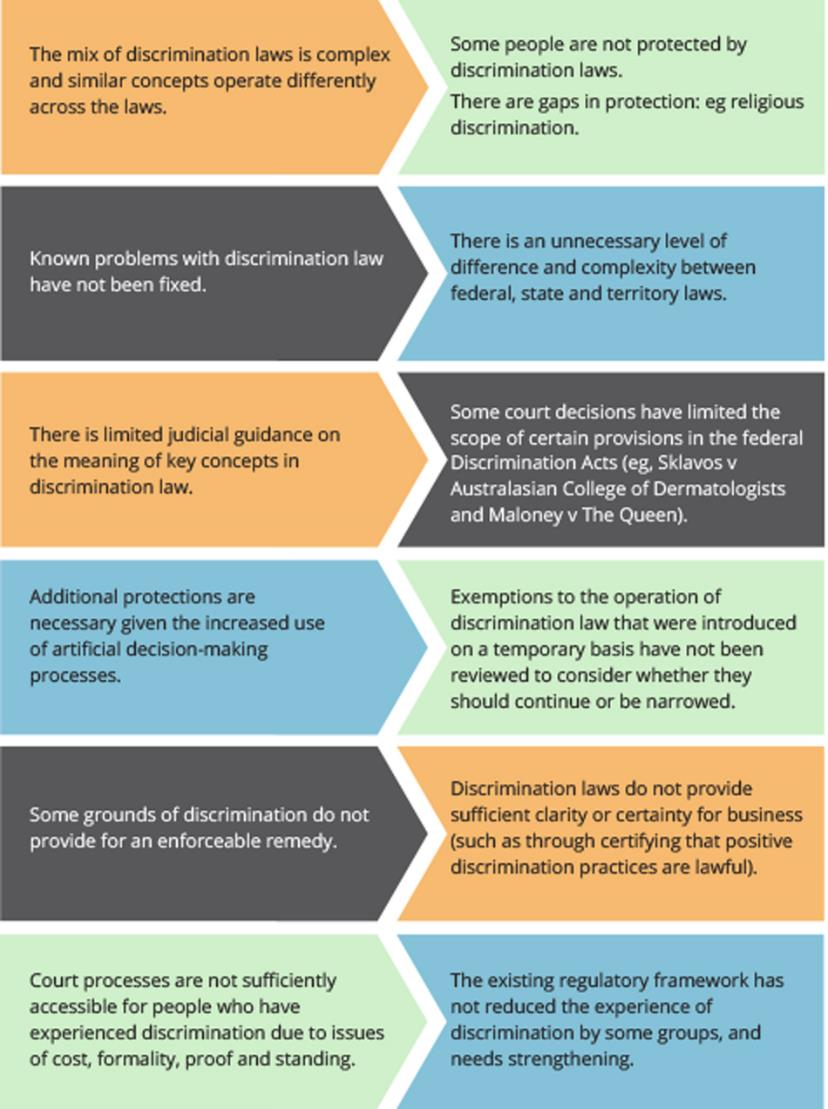 The mix of discrimination laws is complex
and similar concepts operate differently
across the laws.
Some people are not protected by
discrimination laws.
There are gaps in protection: eg religious
discrimination.
Known problems with discrimination law
have not been fixed.
There is an unnecessary level of
difference and complexity between
federal, state and territory laws.
There is limited judicial guidance on
the meaning of key concepts in
discrimination law.
Some court decisions have limited the
scope of certain provisions in the federal
Discrimination Acts (eg, Sklavos v
Australasian College of Dermatologists
and Maloney v The Queen).
Additional protections are
necessary given the increased use
of artificial decision-making
processes.
Exemptions to the operation of
discrimination law that were introduced
on a temporary basis have not been
reviewed to consider whether they
should continue or be narrowed.
Some grounds of discrimination do not
provide for an enforceable remedy.
Discrimination laws do not provide
sufficient clarity or certainty for business
(such as through certifying that positive
discrimination practices are lawful).
Court processes are not sufficiently
accessible for people who have
experienced discrimination due to issues
of cost, formality, proof and standing.
The existing regulatory framework has
not reduced the experience of
discrimination by some groups, and
needs strengthening.